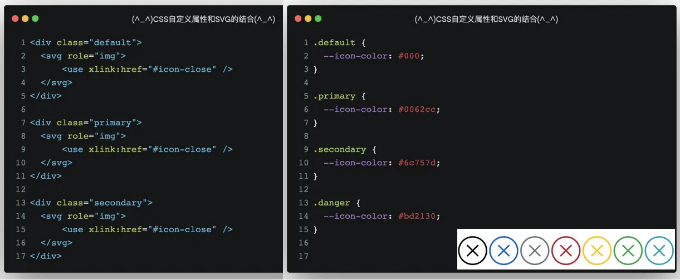 (^_^)CSS自定义属性和SVG的结合(^_^)
1 <div class="default">
2 <svg role="img">
3 <use xlink:href="#icon-close" />
4 </svg>
5 </div>
6
7 <div class="primary">
8 <svg role="img">
9 <use xlink:href="#icon-close" />
10 </svg>
11 </div>
12
13 <div class="secondary">
14 <svg role="img">
15 <use xlink:href="#icon-close" />
16 </svg>
17 </div>
(^_^)CSS自定义属性和SVG的结合(^_^)
1 .default {
2 --icon-color: #000;
3 }
4
5 .primary {
6 --icon-color: #0062cc;
7 }
8
9 .secondary {
10 --icon-color: #6c757d;
11 }
12
13 .danger {
14 --icon-color: #bd2130;
15 }
16
17